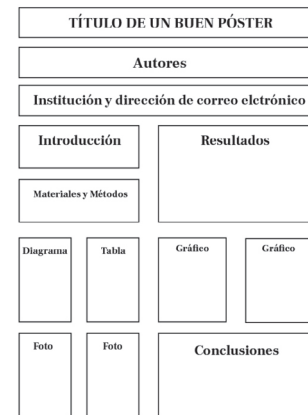 TÍTULO DE UN BUEN PÓSTER
Autores
Institución y dirección de correo elctrónico
Introducción
Resultados
Materiales y Métodos
Diagrama
Tabla
Gráfico
Gráfico
Foto
Foto
Conclusiones